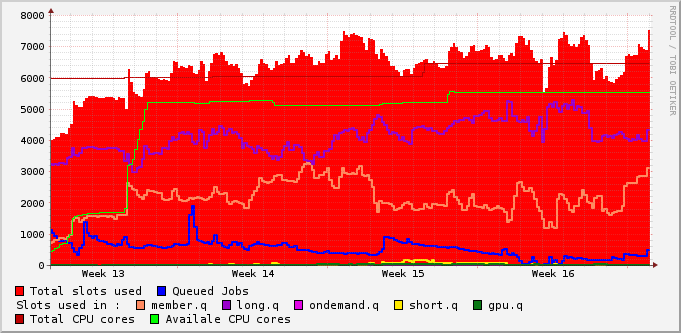 8000
7000
6000
5000
4000
3000
2000
1000
0
Week 13 Week 14 Week 15 Week 16
RRDTOOL / TOBI OETIKER
Total slots used Queued Jobs
Slots used in : member.q long.q ondemand.q short.q gpu.q
Total CPU cores Availale CPU cores